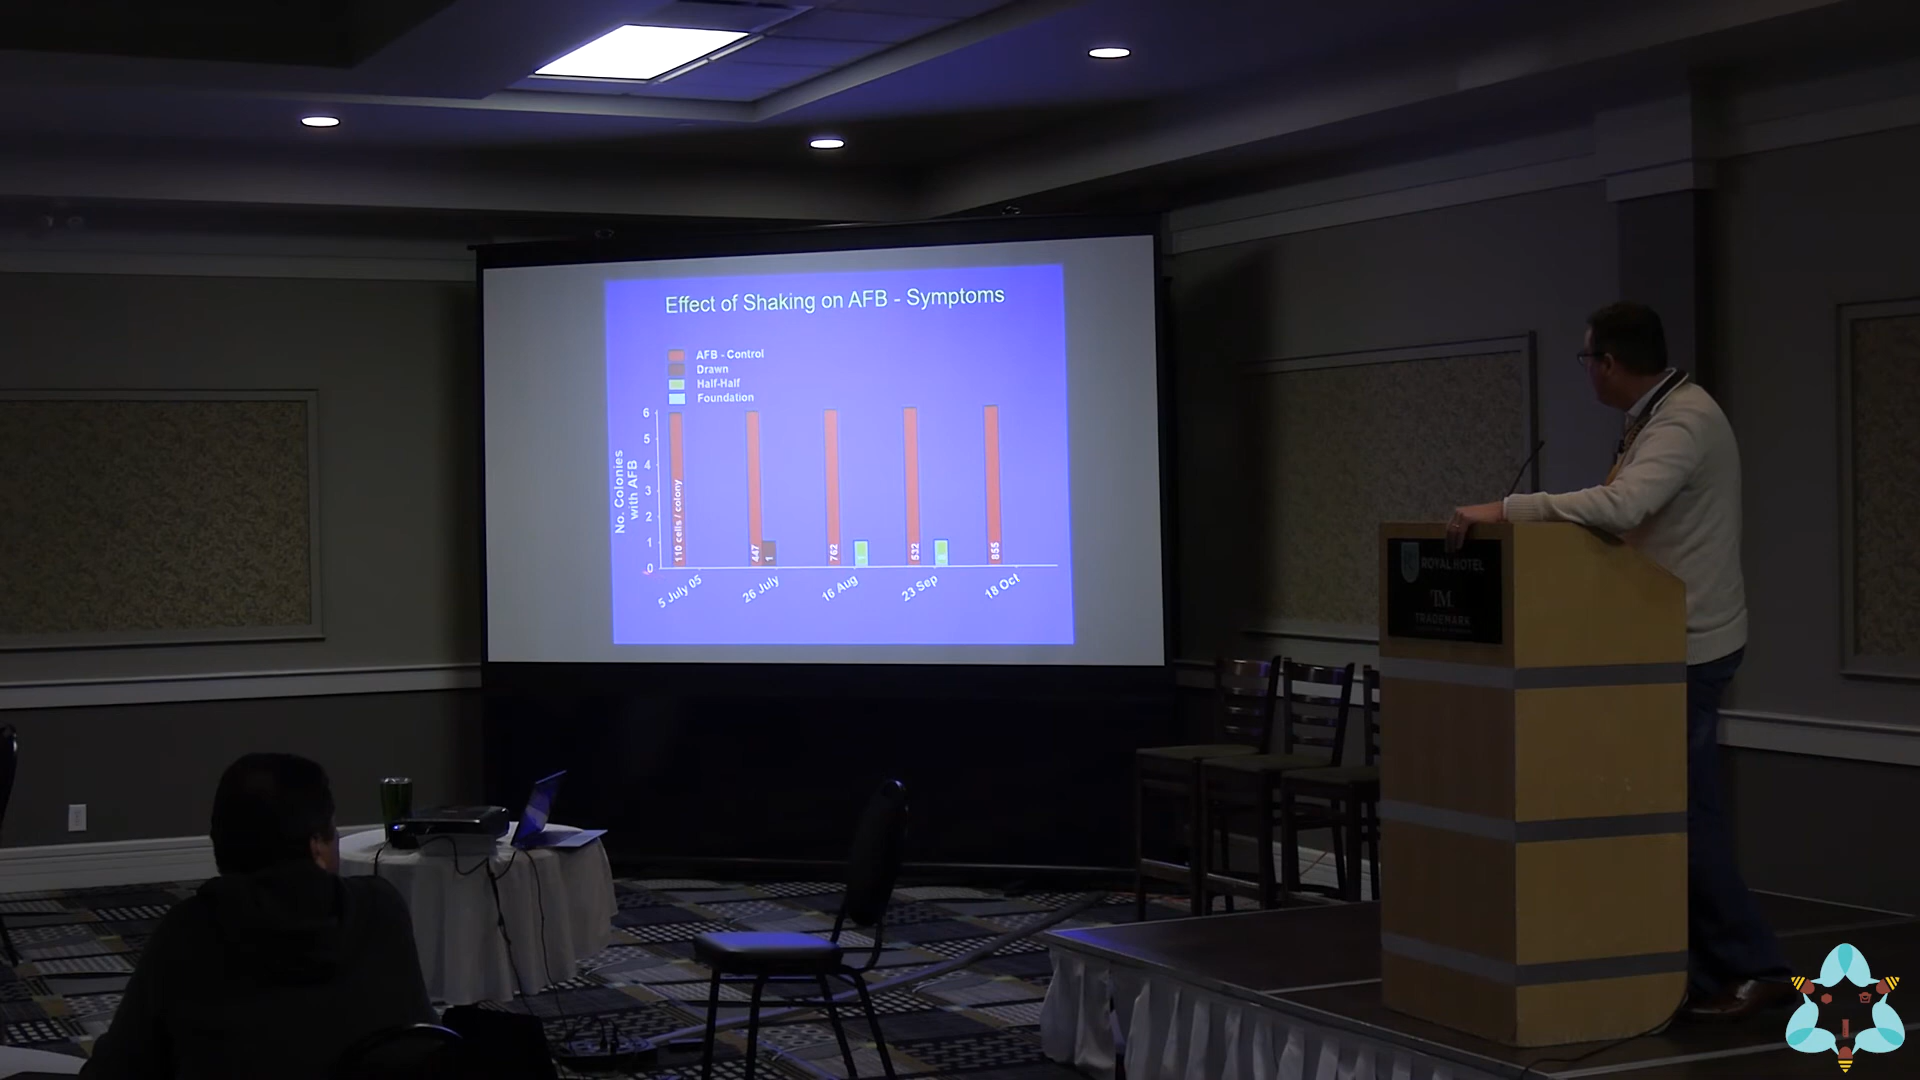 Effect of Shaking on AFB - Symptoms
AFB - Control
Drawn
Half-Half
Foundation
No. Colonies
with AFB
6
5
4
3
2
1
0
110 cells / colony
447
1
762
532
855
5 July 05
26 July
16 Aug
23 Sep
18 Oct
ROYAL HOTEL
TM
TRADEMARK